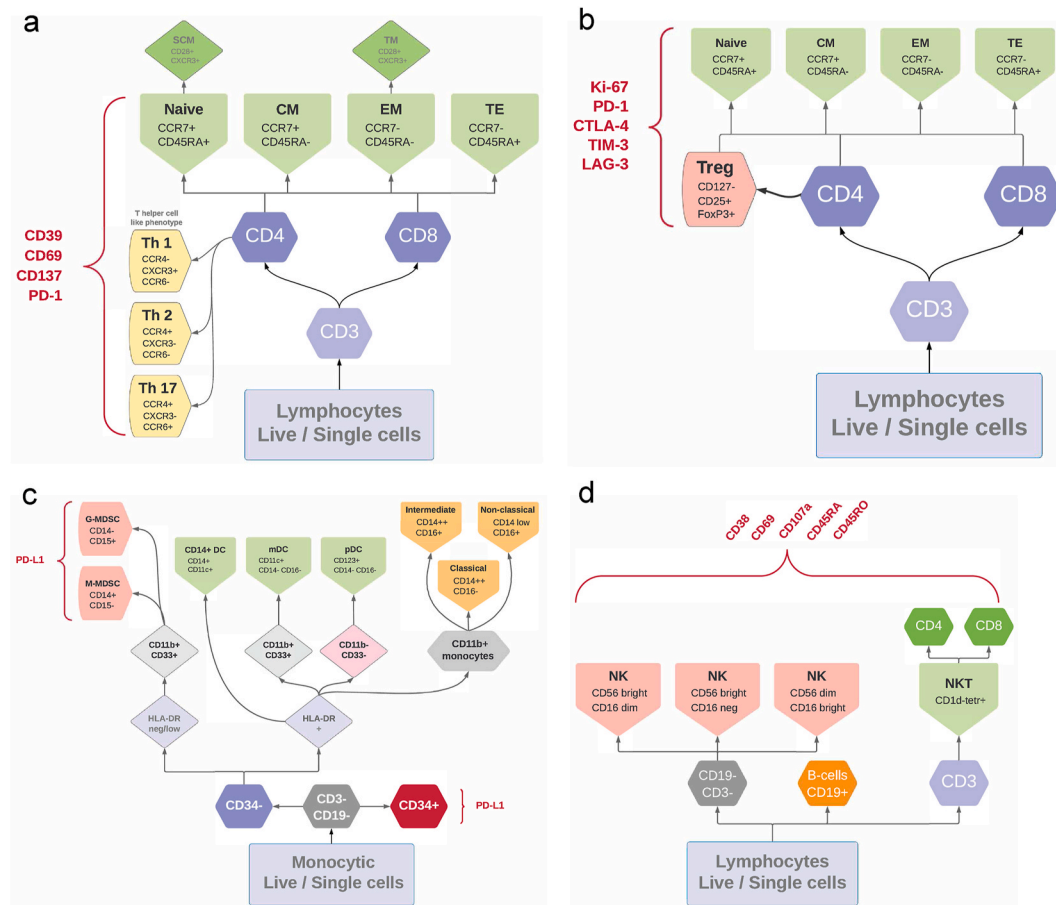 a
SCM
CD28+
CXCR3+
TM
CD28+
CXCR3+
Naive
CCR7+
CD45RA+
CM
CCR7+
CD45RA-
EM
CCR7-
CD45RA-
TE
CCR7-
CD45RA+
CD39
CD69
CD137
PD-1
T helper cell
like phenotype
Th 1
CCR4-
CXCR3+
CCR6-
Th 2
CCR4+
CXCR3-
CCR6-
Th 17
CCR4+
CXCR3-
CCR6+
CD4
CD8
CD3
Lymphocytes
Live / Single cells
b
Naive
CCR7+
CD45RA+
CM
CCR7+
CD45RA-
EM
CCR7-
CD45RA-
TE
CCR7-
CD45RA+
Ki-67
PD-1
CTLA-4
TIM-3
LAG-3
Treg
CD127-
CD25+
FoxP3+
CD4
CD8
CD3
Lymphocytes
Live / Single cells
c
PD-L1
G-MDSC
CD14-
CD15+
M-MDSC
CD14+
CD15-
CD14+ DC
CD14+
CD11c+
mDC
CD11c+
CD14- CD16-
pDC
CD123+
CD14- CD16-
Intermediate
CD14++
CD16+
Non-classical
CD14 low
CD16+
Classical
CD14++
CD16-
CD11b+
CD33+
CD11b+
CD33+
CD11b-
CD33-
CD11b+
monocytes
HLA-DR
neg/low
HLA-DR
+
CD34-
CD3-
CD19-
CD34+
PD-L1
Monocytic
Live / Single cells
d
CD38
CD69
CD107a
CD45RA
CD45RO
CD4
CD8
NK
CD56 bright
CD16 dim
NK
CD56 bright
CD16 neg
NK
CD56 dim
CD16 bright
NKT
CD1d-tetr+
CD19-
CD3-
B-cells
CD19+
CD3
Lymphocytes
Live / Single cells